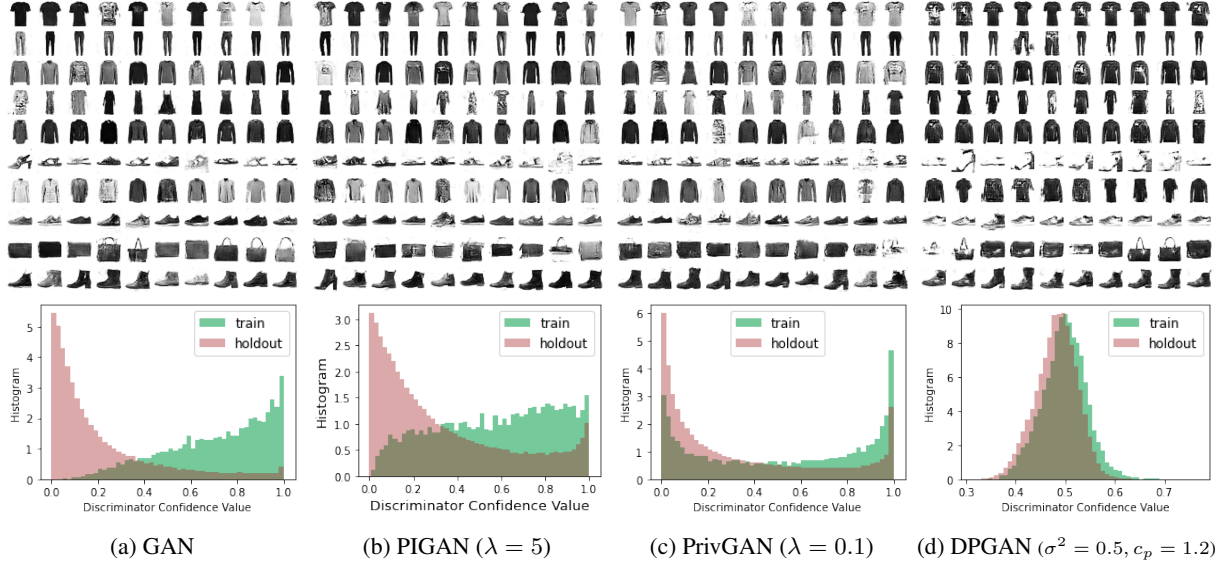 5
4
3
2
1
0
Histogram
train
holdout
0.0 0.2 0.4 0.6 0.8 1.0
Discriminator Confidence Value
3.0
2.5
2.0
1.5
1.0
0.5
0.0
Histogram
train
holdout
0.0 0.2 0.4 0.6 0.8 1.0
Discriminator Confidence Value
6
5
4
3
2
1
0
Histogram
train
holdout
0.0 0.2 0.4 0.6 0.8 1.0
Discriminator Confidence Value
10
8
6
4
2
0
Histogram
train
holdout
0.3 0.4 0.5 0.6 0.7
Discriminator Confidence Value
(a) GAN
(b) PIGAN (λ = 5)
(c) PrivGAN (λ = 0.1)
(d) DPGAN (σ² = 0.5, cₚ = 1.2)